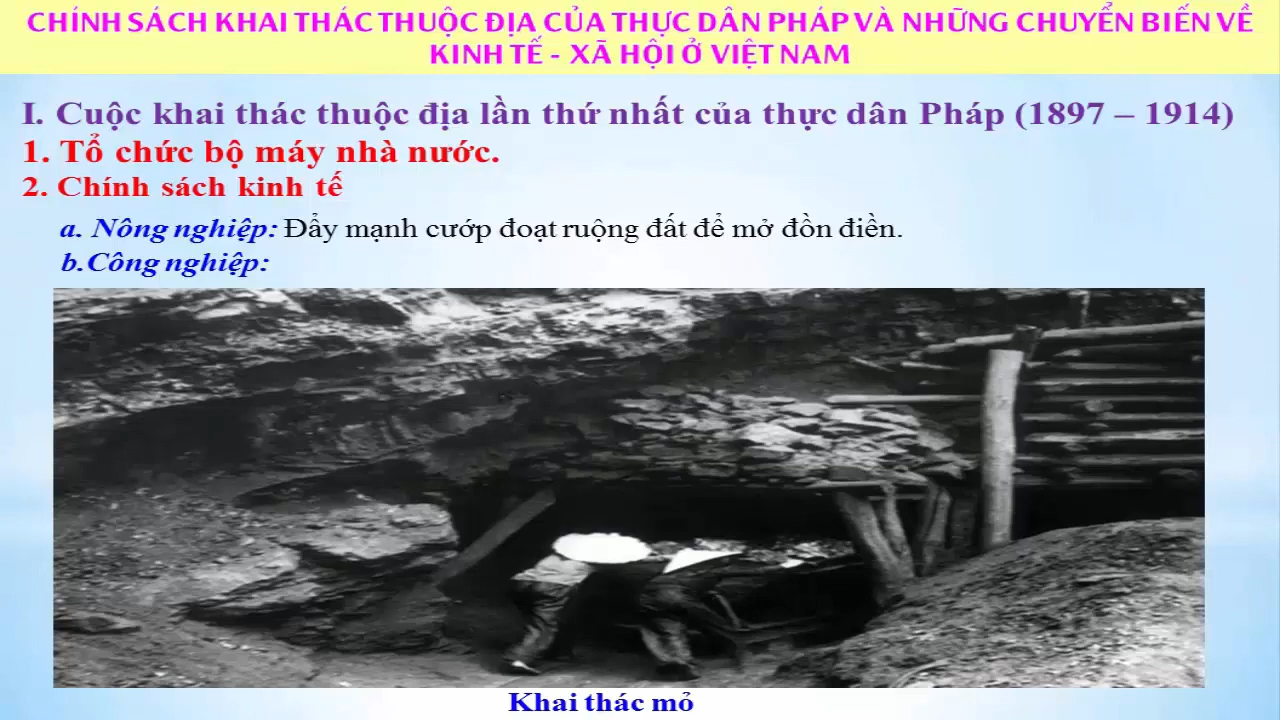 CHÍNH SÁCH KHAI THÁC THUỘC ĐỊA CỦA THỰC DÂN PHÁP VÀ NHỮNG CHUYỂN BIẾN VỀ
KINH TẾ - XÃ HỘI Ở VIỆT NAM
I. Cuộc khai thác thuộc địa lần thứ nhất của thực dân Pháp (1897 – 1914)
1. Tổ chức bộ máy nhà nước.
2. Chính sách kinh tế
a. Nông nghiệp: Đẩy mạnh cướp đoạt ruộng đất để mở đồn điền.
b.Công nghiệp:
Khai thác mỏ